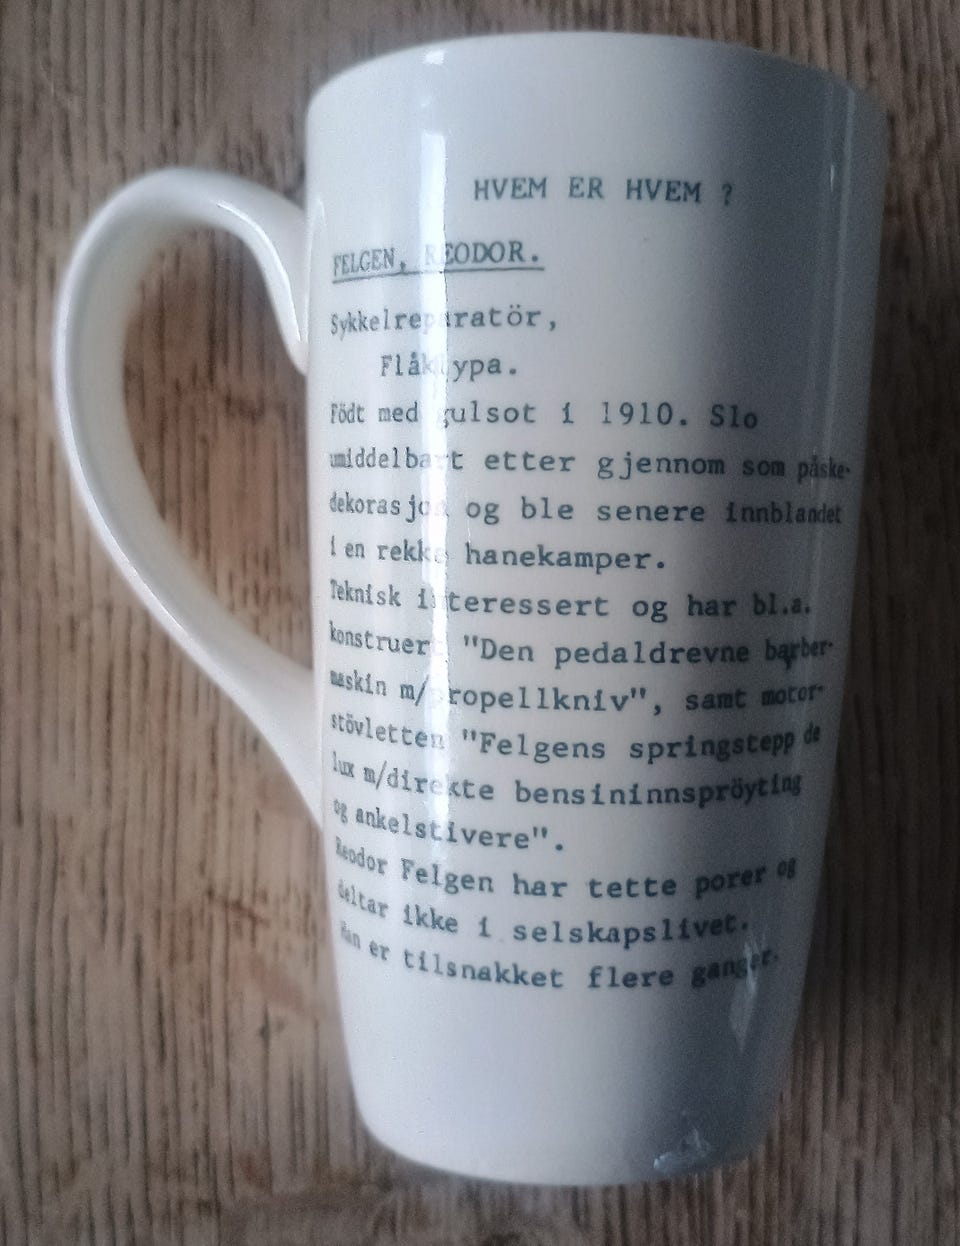 HVEM ER HVEM ?
FELGEN, REODOR.
Sykkelreparatör,
Flåklypa.
Födt med gulsot i 1910. Slo
umiddelbart etter gjennom som påske-
dekorasjon og ble senere innblandet
i en rekke hanekamper.
Teknisk interessert og har bl.a.
konstruert "Den pedaldrevne barber-
maskin m/propellkniv", samt motor-
stövletten "Felgens springstepp de
lux m/direkte bensininnspröyting
og ankelstivere".
Reodor Felgen har tette porer og
deltar ikke i selskapslivet.
Han er tilsnakket flere ganger.